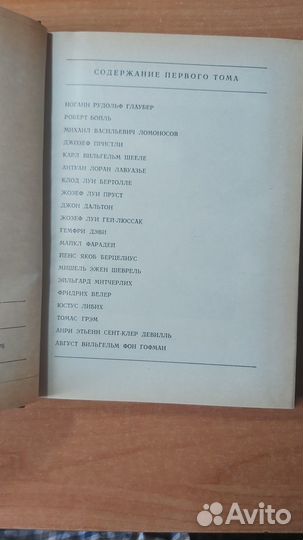 СОДЕРЖАНИЕ ПЕРВОГО ТОМА
ИОГАНН РУДОЛЬФ ГЛАУБЕР
РОБЕРТ БОЙЛЬ
МИХАИЛ ВАСИЛЬЕВИЧ ЛОМОНОСОВ
ДЖОЗЕФ ПРИСТЛИ
КАРЛ ВИЛЬГЕЛЬМ ШЕЕЛЕ
АНТУАН ЛОРАН ЛАВУАЗЬЕ
КЛОД ЛУИ БЕРТОЛЛЕ
ЖОЗЕФ ЛУИ ПРУСТ
ДЖОН ДАЛЬТОН
ЖОЗЕФ ЛУИ ГЕЙ-ЛЮССАК
ГЕМФРИ ДЭВИ
МАЙКЛ ФАРАДЕЙ
ЙЕНС ЯКОБ БЕРЦЕЛИУС
МИШЕЛЬ ЭЖЕН ШЕВРЕЛЬ
ЭЙЛЬГАРД МИТЧЕРЛИХ
ФРИДРИХ ВЕЛЕР
ЮСТУС ЛИБИХ
ТОМАС ГРЭМ
АНРИ ЭТЬЕНН СЕНТ-КЛЕР ДЕВИЛЛЬ
АВГУСТ ВИЛЬГЕЛЬМ ФОН ГОФМАН
Avito